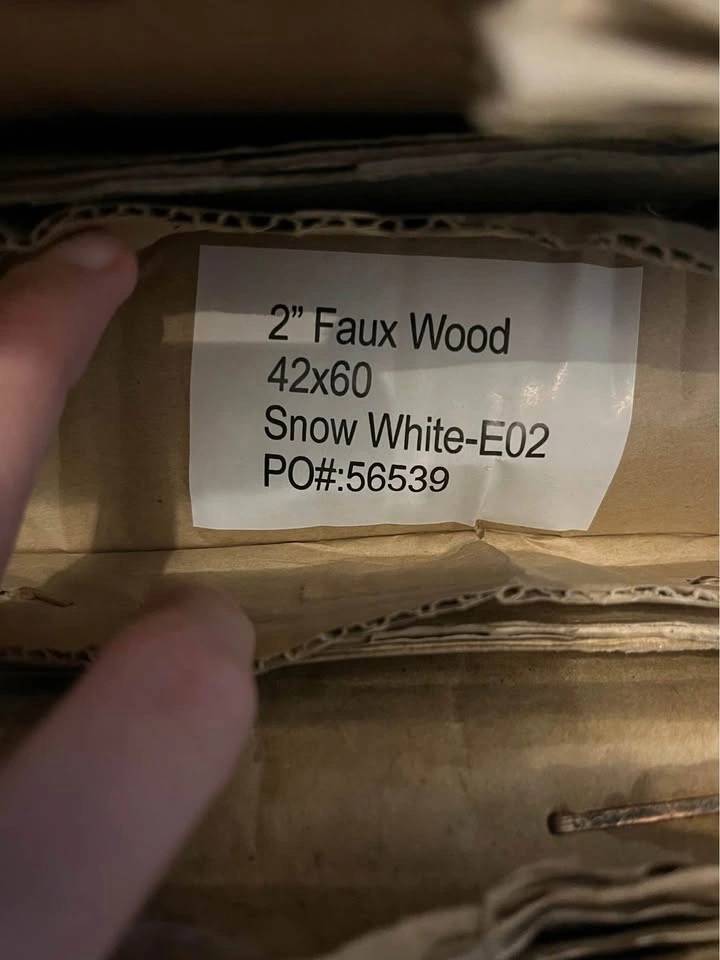 2” Faux Wood
42x60
Snow White-E02
PO#:56539